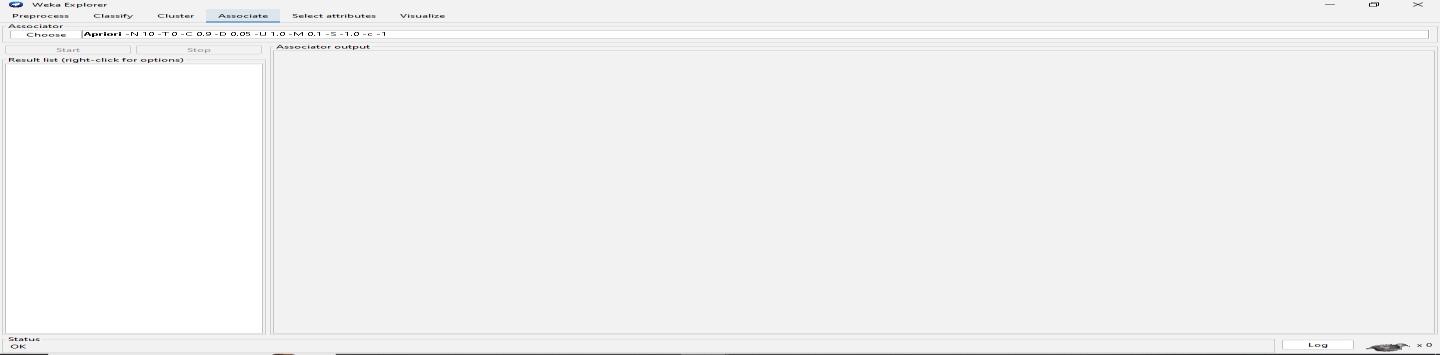 Weka Explorer
Preprocess Classify Cluster Associate Select attributes Visualize
Associator
Choose Apriori -N 10 -T 0 -C 0.9 -D 0.05 -U 1.0 -M 0.1 -S -1.0 -c -1
Start Stop
Associator output
Result list (right-click for options)
Status
OK
Log x 0